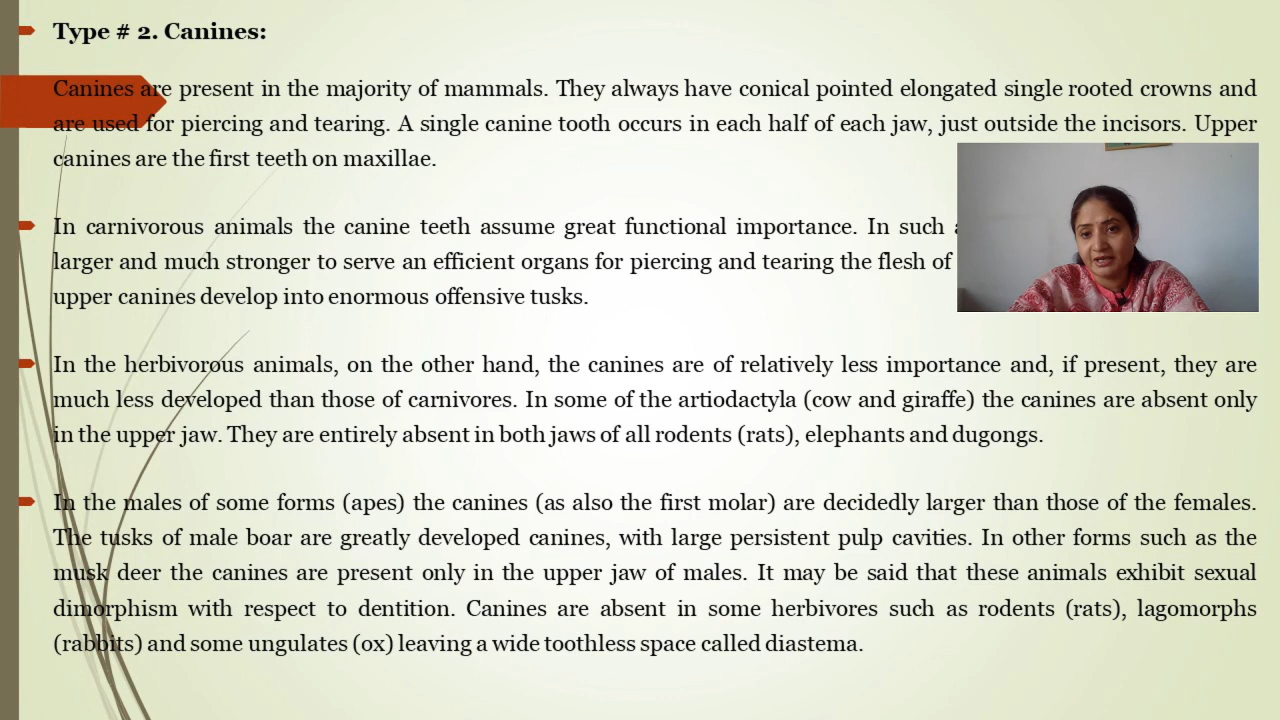 Type # 2. Canines:
Canines are present in the majority of mammals. They always have conical pointed elongated single rooted crowns and
are used for piercing and tearing. A single canine tooth occurs in each half of each jaw, just outside the incisors. Upper
canines are the first teeth on maxillae.
In carnivorous animals the canine teeth assume great functional importance. In such
larger and much stronger to serve an efficient organs for piercing and tearing the flesh of
upper canines develop into enormous offensive tusks.
In the herbivorous animals, on the other hand, the canines are of relatively less importance and, if present, they are
much less developed than those of carnivores. In some of the artiodactyla (cow and giraffe) the canines are absent only
in the upper jaw. They are entirely absent in both jaws of all rodents (rats), elephants and dugongs.
In the males of some forms (apes) the canines (as also the first molar) are decidedly larger than those of the females.
The tusks of male boar are greatly developed canines, with large persistent pulp cavities. In other forms such as the
musk deer the canines are present only in the upper jaw of males. It may be said that these animals exhibit sexual
dimorphism with respect to dentition. Canines are absent in some herbivores such as rodents (rats), lagomorphs
(rabbits) and some ungulates (ox) leaving a wide toothless space called diastema.